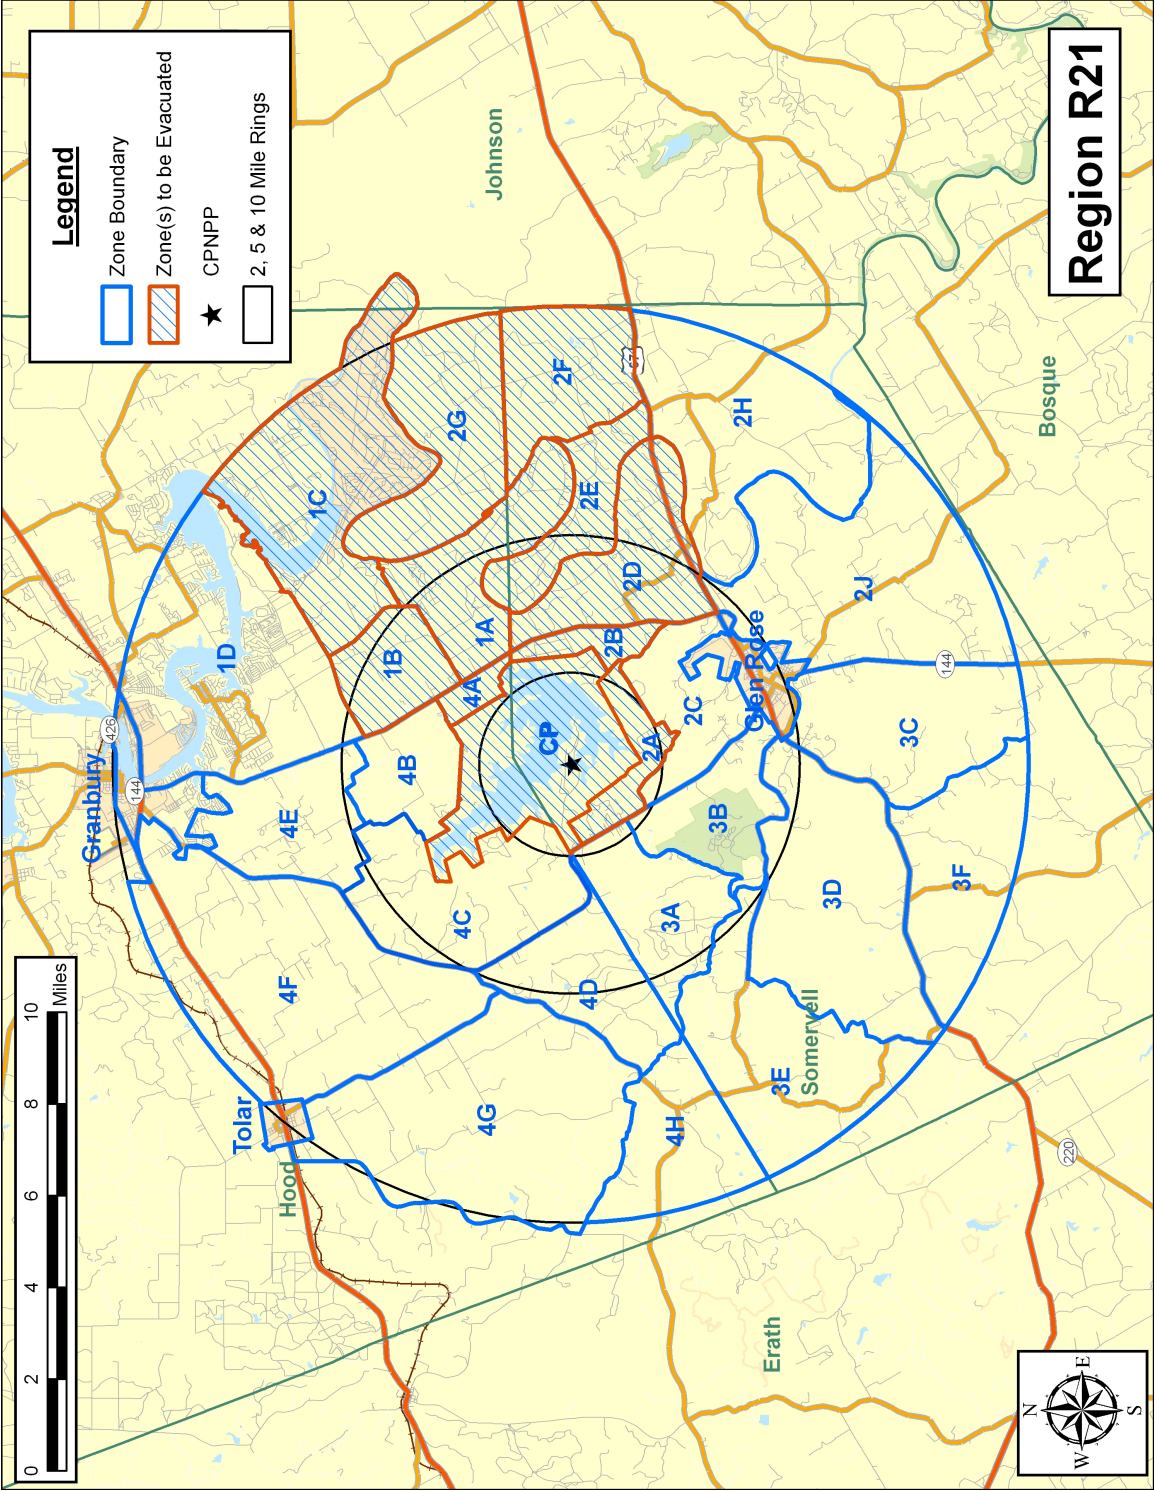 Legend
Zone Boundary
Zone(s) to be Evacuated
CPNPP
2, 5 & 10 Mile Rings
Region R21
0 2 4 6 8 10
Miles
N
W E
S
Granbury
Tolar
Glen Rose
Hood
Johnson
Bosque
Somervell
Erath
426
144
144
67
220
CP
1A
1B
1C
1D
2A
2B
2C
2D
2E
2F
2G
2H
2J
3A
3B
3C
3D
3E
3F
4A
4B
4C
4D
4E
4F
4G
4H